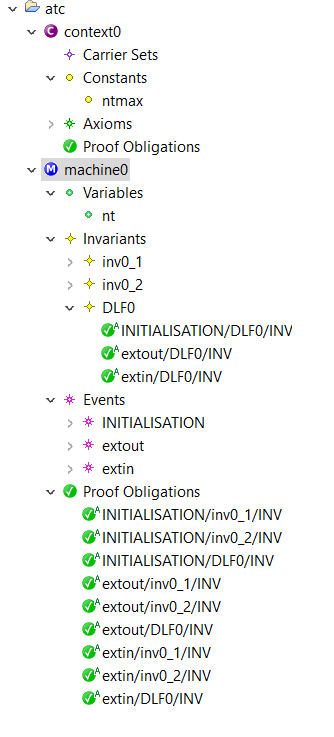 atc
context0
Carrier Sets
Constants
ntmax
Axioms
Proof Obligations
machine0
Variables
nt
Invariants
inv0_1
inv0_2
DLF0
INITIALISATION/DLF0/INV
extout/DLF0/INV
extin/DLF0/INV
Events
INITIALISATION
extout
extin
Proof Obligations
INITIALISATION/inv0_1/INV
INITIALISATION/inv0_2/INV
INITIALISATION/DLF0/INV
extout/inv0_1/INV
extout/inv0_2/INV
extout/DLF0/INV
extin/inv0_1/INV
extin/inv0_2/INV
extin/DLF0/INV